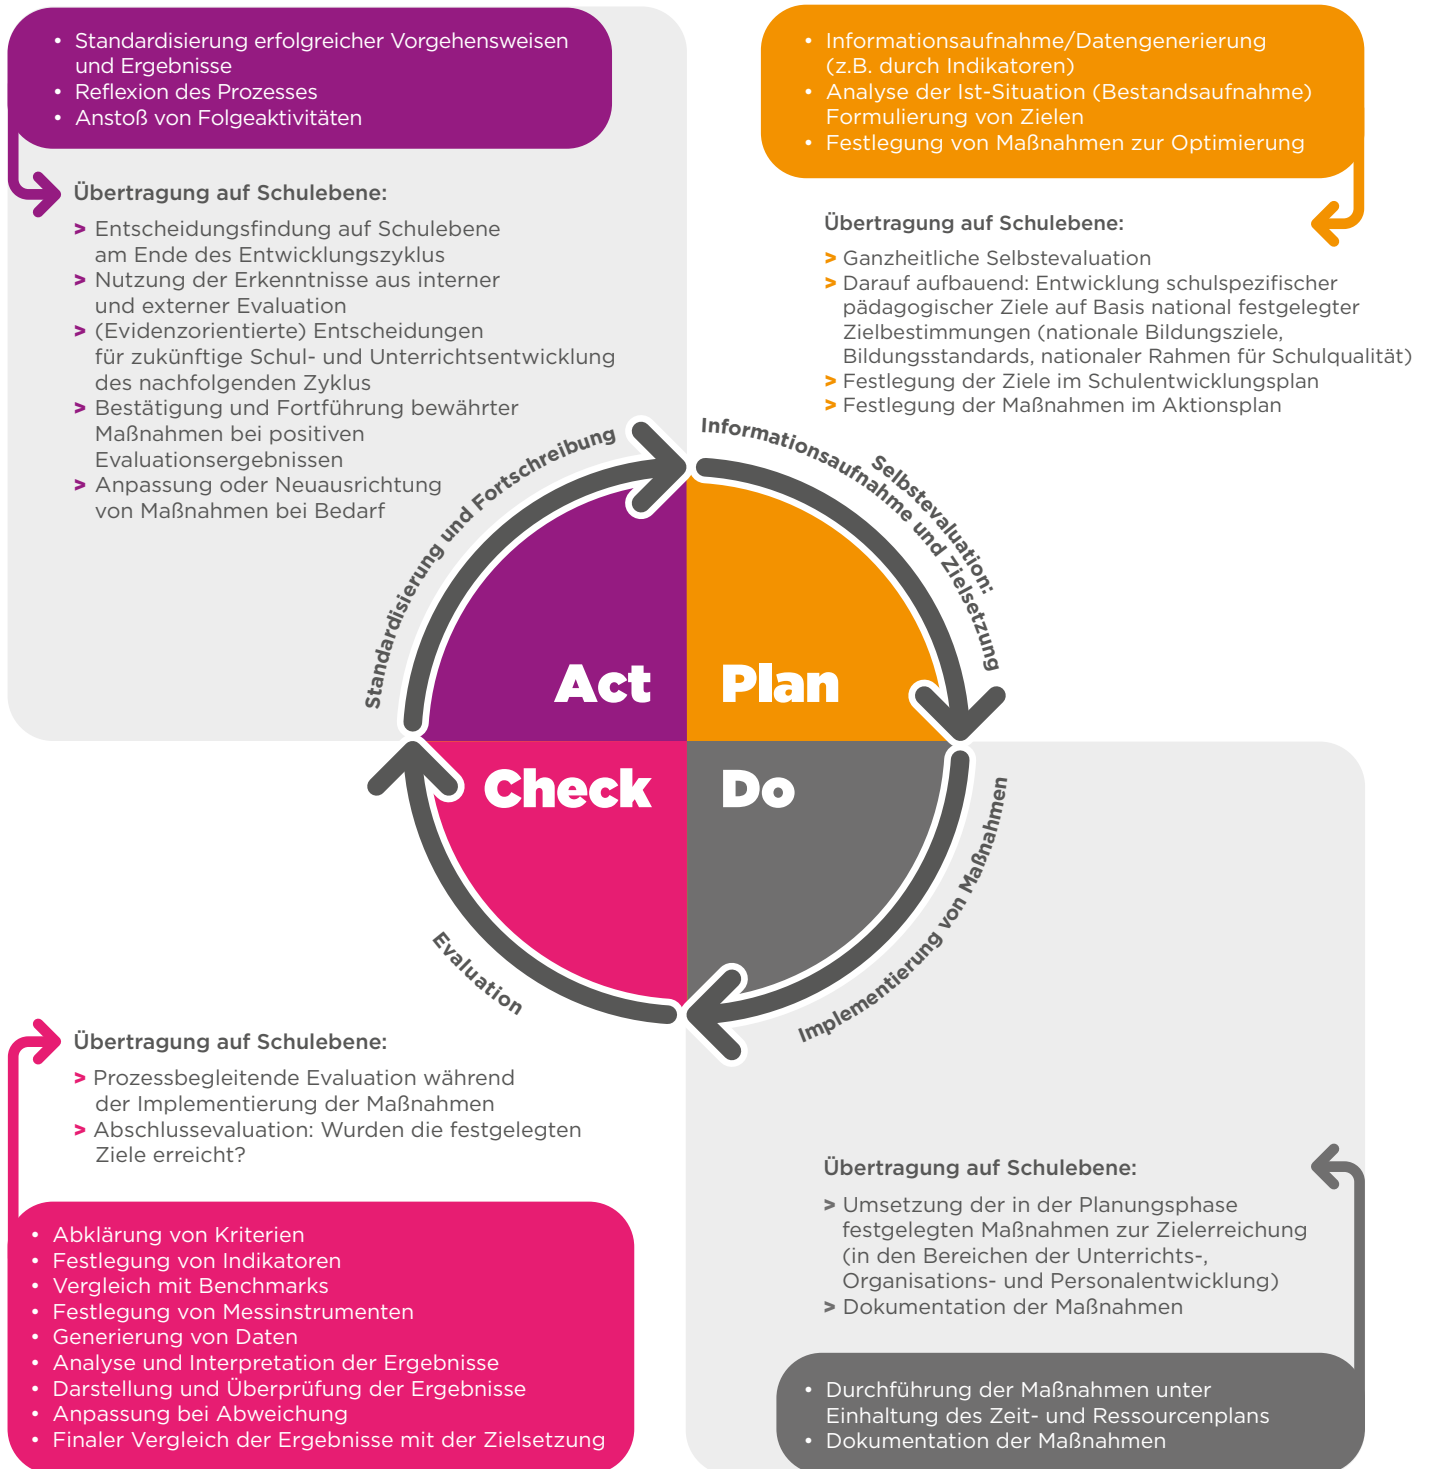 • Standardisierung erfolgreicher Vorgehensweisen
und Ergebnisse
• Reflexion des Prozesses
• Anstoß von Folgeaktivitäten
Übertragung auf Schulebene:
> Entscheidungsfindung auf Schulebene
am Ende des Entwicklungszyklus
> Nutzung der Erkenntnisse aus interner
und externer Evaluation
> (Evidenzorientierte) Entscheidungen
für zukünftige Schul- und Unterrichtsentwicklung
des nachfolgenden Zyklus
> Bestätigung und Fortführung bewährter
Maßnahmen bei positiven
Evaluationsergebnissen
> Anpassung oder Neuausrichtung
von Maßnahmen bei Bedarf
• Informationsaufnahme/Datengenerierung
(z.B. durch Indikatoren)
• Analyse der Ist-Situation (Bestandsaufnahme)
Formulierung von Zielen
• Festlegung von Maßnahmen zur Optimierung
Übertragung auf Schulebene:
> Ganzheitliche Selbstevaluation
> Darauf aufbauend: Entwicklung schulspezifischer
pädagogischer Ziele auf Basis national festgelegter
Zielbestimmungen (nationale Bildungsziele,
Bildungsstandards, nationaler Rahmen für Schulqualität)
> Festlegung der Ziele im Schulentwicklungsplan
> Festlegung der Maßnahmen im Aktionsplan
Standardisierung und Fortschreibung
Selbstevaluation:
Informationsaufnahme und Zielsetzung
Act
Plan
Check
Do
Evaluation
Implementierung von Maßnahmen
Übertragung auf Schulebene:
> Prozessbegleitende Evaluation während
der Implementierung der Maßnahmen
> Abschlussevaluation: Wurden die festgelegten
Ziele erreicht?
• Abklärung von Kriterien
• Festlegung von Indikatoren
• Vergleich mit Benchmarks
• Festlegung von Messinstrumenten
• Generierung von Daten
• Analyse und Interpretation der Ergebnisse
• Darstellung und Überprüfung der Ergebnisse
• Anpassung bei Abweichung
• Finaler Vergleich der Ergebnisse mit der Zielsetzung
Übertragung auf Schulebene:
> Umsetzung der in der Planungsphase
festgelegten Maßnahmen zur Zielerreichung
(in den Bereichen der Unterrichts-,
Organisations- und Personalentwicklung)
> Dokumentation der Maßnahmen
• Durchführung der Maßnahmen unter
Einhaltung des Zeit- und Ressourcenplans
• Dokumentation der Maßnahmen